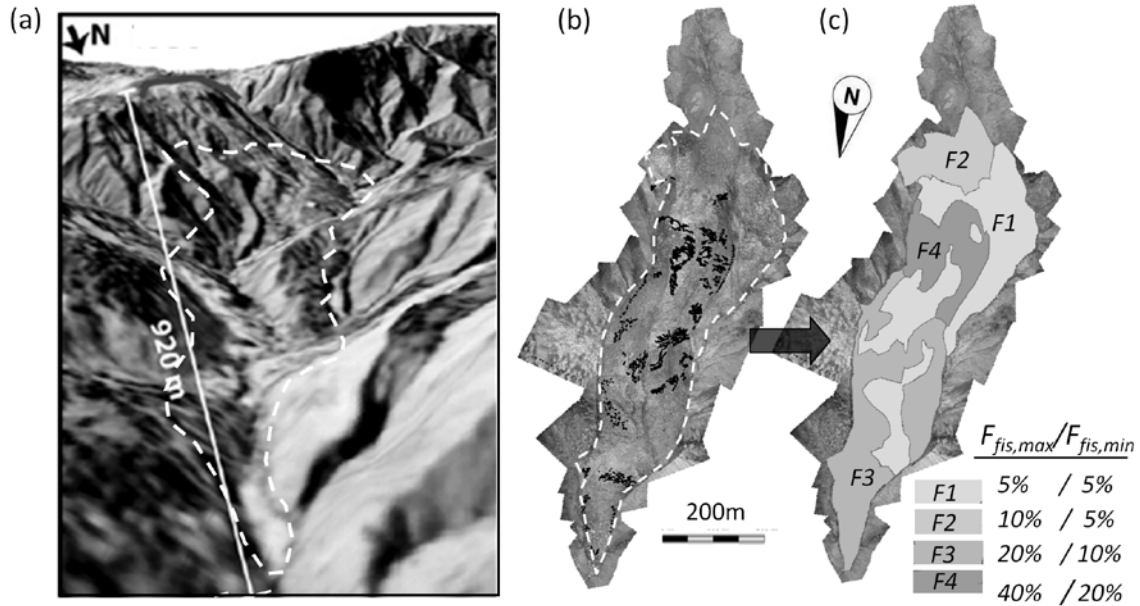 (a)
N
920 m
(b)
200m
(c)
N
F2
F1
F4
F3
F_fis,max/F_fis,min
F1 5% / 5%
F2 10% / 5%
F3 20% / 10%
F4 40% / 20%